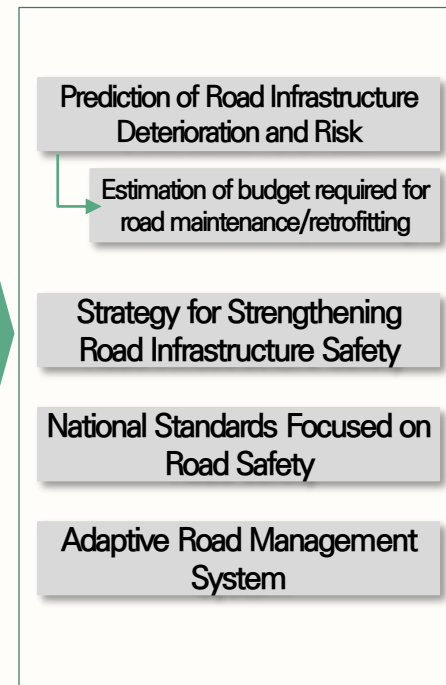 Prediction of Road Infrastructure
Deterioration and Risk
Estimation of budget required for
road maintenance/retrofitting
Strategy for Strengthening
Road Infrastructure Safety
National Standards Focused on
Road Safety
Adaptive Road Management
System